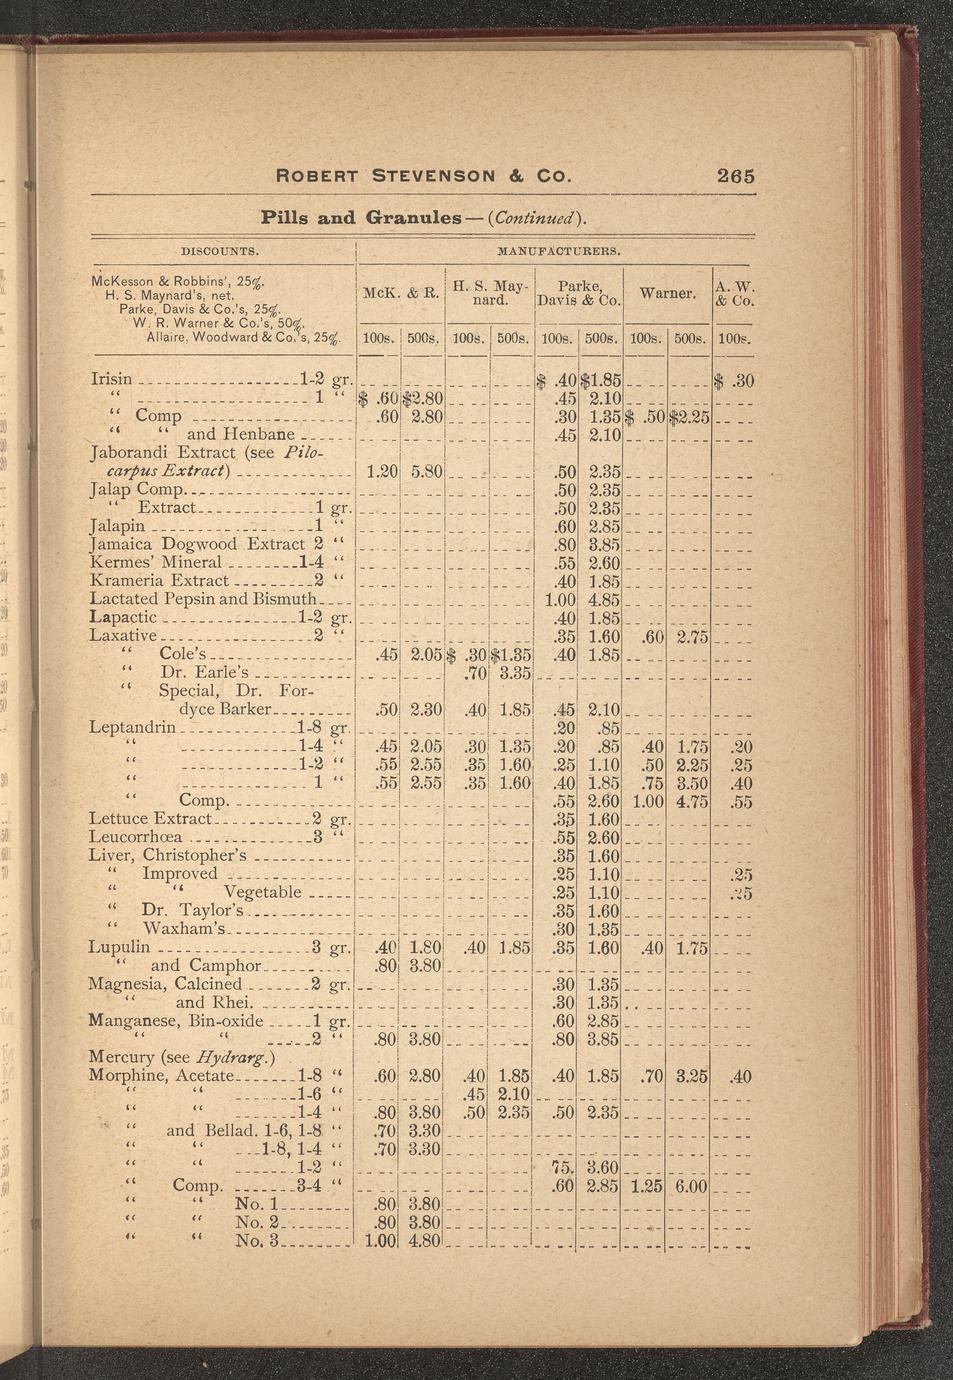 ROBERT STEVENSON & CO. 265
Pills and Granules—(Continued).
DISCOUNTS. MANUFACTURERS.
McKesson & Robbins', 25%.
H. S. Maynard's, net.
Parke, Davis & Co.'s, 25%.
W. R. Warner & Co.'s, 50%.
Allaire, Woodward & Co.'s, 25%.
McK. & R. H. S. May-nard. Parke, Davis & Co. Warner. A. W. & Co.
100s. 500s. 100s. 500s. 100s. 500s. 100s. 500s. 100s.
Irisin 1-2 gr. $ .40 $1.85 $ .30
“ 1 “ $ .60 $2.80 .45 2.10
“ Comp .60 2.80 .30 1.35 $ .50 $2.25
“ “ and Henbane .45 2.10
Jaborandi Extract (see Pilo-
carpus Extract) 1.20 5.80 .50 2.35
Jalap Comp. .50 2.35
“ Extract 1 gr. .50 2.35
Jalapin 1 “ .60 2.85
Jamaica Dogwood Extract 2 “ .80 3.85
Kermes' Mineral 1-4 “ .55 2.60
Krameria Extract 2 “ .40 1.85
Lactated Pepsin and Bismuth 1.00 4.85
Lapactic 1-2 gr. .40 1.85
Laxative 2 “ .35 1.60 .60 2.75
“ Cole's .45 2.05 $ .30 $1.35 .40 1.85
“ Dr. Earle's .70 3.35
“ Special, Dr. For-
dyce Barker .50 2.30 .40 1.85 .45 2.10
Leptandrin 1-8 gr. .20 .85
“ 1-4 “ .45 2.05 .30 1.35 .20 .85 .40 1.75 .20
“ 1-2 “ .55 2.55 .35 1.60 .25 1.10 .50 2.25 .25
“ 1 “ .55 2.55 .35 1.60 .40 1.85 .75 3.50 .40
“ Comp. .55 2.60 1.00 4.75 .55
Lettuce Extract 2 gr. .35 1.60
Leucorrhœa 3 “ .55 2.60
Liver, Christopher's .35 1.60
“ Improved .25 1.10 .25
“ “ Vegetable .25 1.10 .25
“ Dr. Taylor's .35 1.60
“ Waxham's .30 1.35
Lupulin 3 gr. .40 1.80 .40 1.85 .35 1.60 .40 1.75
“ and Camphor .80 3.80
Magnesia, Calcined 2 gr. .30 1.35
“ and Rhei. .30 1.35
Manganese, Bin-oxide 1 gr. .60 2.85
“ “ 2 “ .80 3.80 .80 3.85
Mercury (see Hydrarg.)
Morphine, Acetate 1-8 “ .60 2.80 .40 1.85 .40 1.85 .70 3.25 .40
“ “ 1-6 “ .45 2.10
“ “ 1-4 “ .80 3.80 .50 2.35 .50 2.35
“ and Bellad. 1-6, 1-8 “ .70 3.30
“ “ 1-8, 1-4 “ .70 3.30
“ “ 1-2 “ 75. 3.60
“ Comp. 3-4 “ .60 2.85 1.25 6.00
“ “ No. 1 .80 3.80
“ “ No. 2 .80 3.80
“ “ No. 3 1.00 4.80